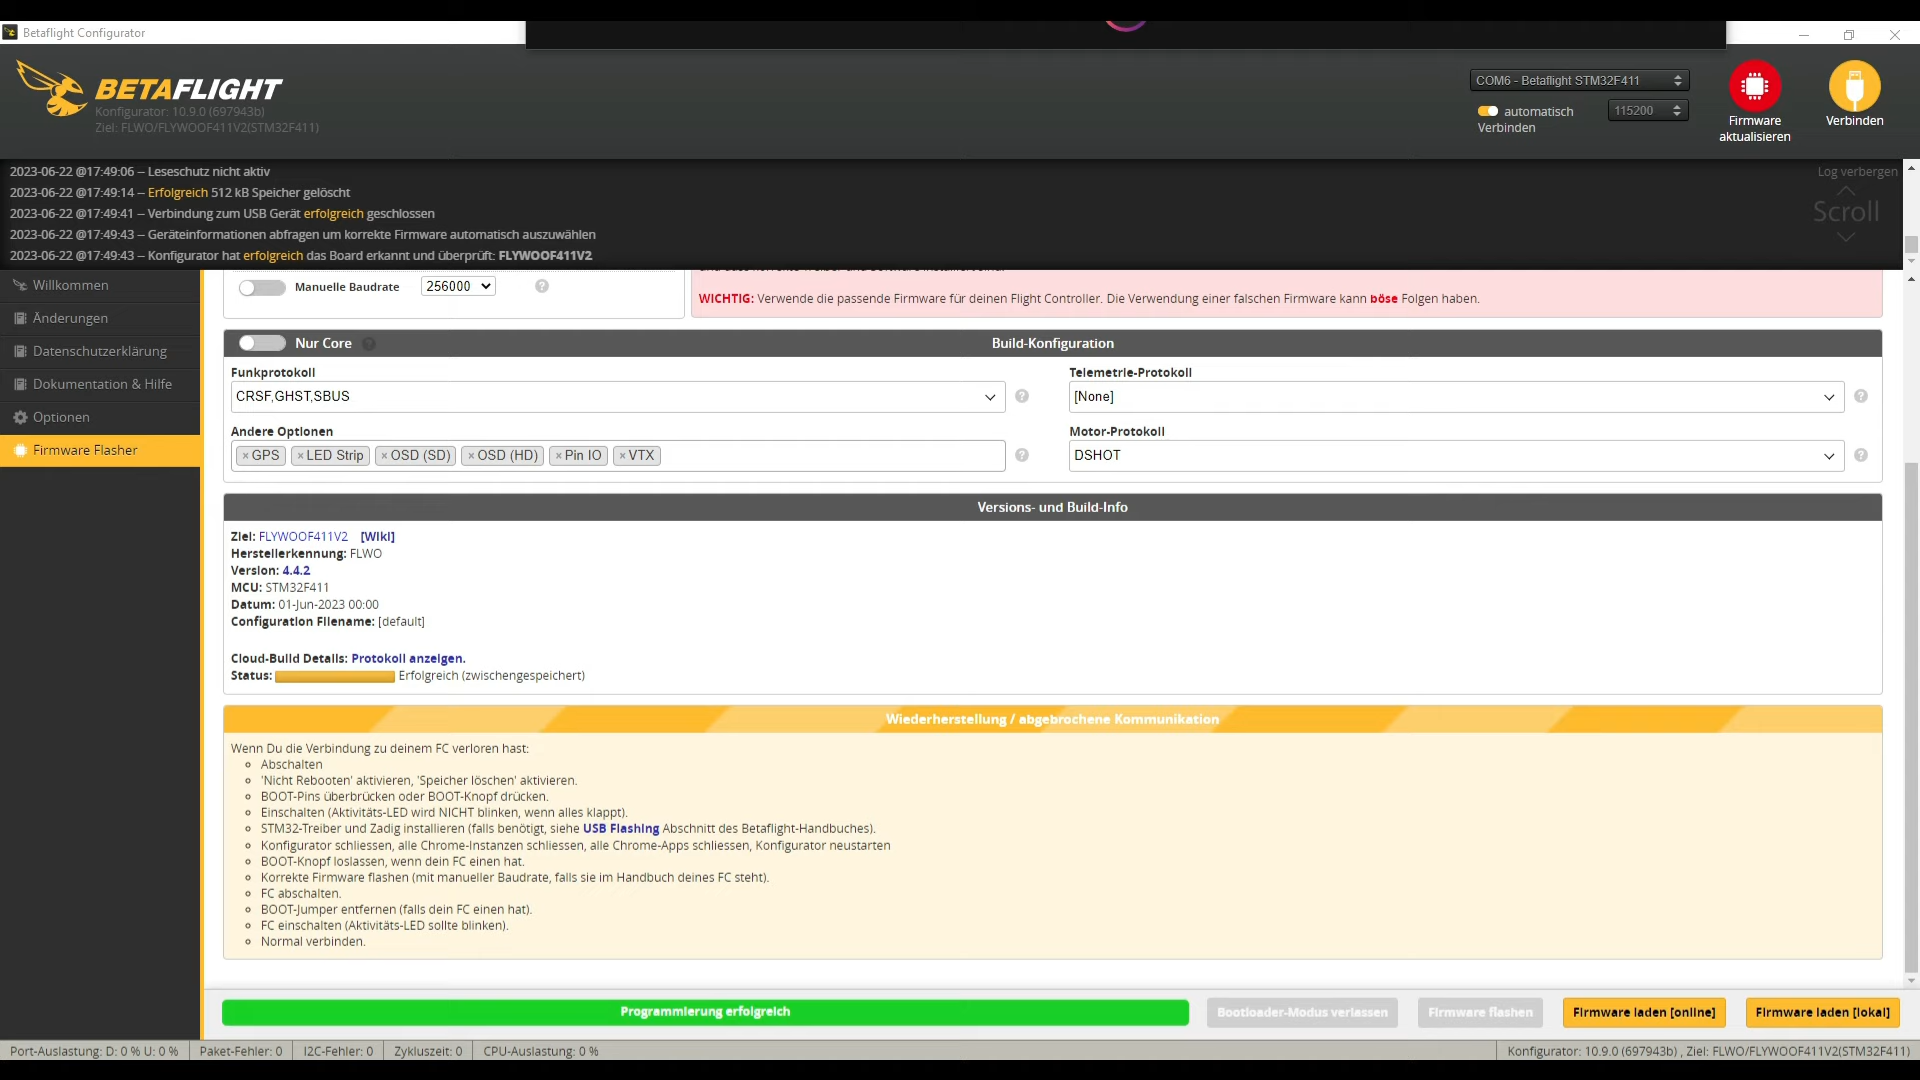 Betaflight Configurator
BETAFLIGHT
Konfigurator: 10.9.0 (697943b)
Ziel: FLWO/FLYWOOF411V2(STM32F411)
COM6 - Betaflight STM32F411
automatisch Verbinden
115200
Firmware aktualisieren
Verbinden
2023-06-22 @17:49:06 -- Leseschutz nicht aktiv
2023-06-22 @17:49:14 -- Erfolgreich 512 kB Speicher gelöscht
2023-06-22 @17:49:41 -- Verbindung zum USB Gerät erfolgreich geschlossen
2023-06-22 @17:49:43 -- Geräteinformationen abfragen um korrekte Firmware automatisch auszuwählen
2023-06-22 @17:49:43 -- Konfigurator hat erfolgreich das Board erkannt und überprüft: FLYWOOF411V2
Log verbergen
Scroll
Willkommen
Änderungen
Datenschutzerklärung
Dokumentation & Hilfe
Optionen
Firmware Flasher
Manuelle Baudrate 256000
WICHTIG: Verwende die passende Firmware für deinen Flight Controller. Die Verwendung einer falschen Firmware kann böse Folgen haben.
Nur Core
Build-Konfiguration
Funkprotokoll
CRSF,GHST,SBUS
Telemetrie-Protokoll
[None]
Andere Optionen
×GPS ×LED Strip ×OSD (SD) ×OSD (HD) ×Pin IO ×VTX
Motor-Protokoll
DSHOT
Versions- und Build-Info
Ziel: FLYWOOF411V2 [Wiki]
Herstellerkennung: FLWO
Version: 4.4.2
MCU: STM32F411
Datum: 01-Jun-2023 00:00
Configuration Filename: [default]
Cloud-Build Details: Protokoll anzeigen.
Status: Erfolgreich (zwischengespeichert)
Wiederherstellung / abgebrochene Kommunikation
Wenn Du die Verbindung zu deinem FC verloren hast:
Abschalten
'Nicht Rebooten' aktivieren, 'Speicher löschen' aktivieren.
BOOT-Pins überbrücken oder BOOT-Knopf drücken.
Einschalten (Aktivitäts-LED wird NICHT blinken, wenn alles klappt).
STM32-Treiber und Zadig installieren (falls benötigt, siehe USB Flashing Abschnitt des Betaflight-Handbuches).
Konfigurator schliessen, alle Chrome-Instanzen schliessen, alle Chrome-Apps schliessen, Konfigurator neustarten
BOOT-Knopf loslassen, wenn dein FC einen hat.
Korrekte Firmware flashen (mit manueller Baudrate, falls sie im Handbuch deines FC steht).
FC abschalten.
BOOT-Jumper entfernen (falls dein FC einen hat).
FC einschalten (Aktivitäts-LED sollte blinken).
Normal verbinden.
Programmierung erfolgreich
Bootloader-Modus verlassen
Firmware flashen
Firmware laden [online]
Firmware laden [lokal]
Port-Auslastung: D: 0 % U: 0 %
Paket-Fehler: 0
I2C-Fehler: 0
Zykluszeit: 0
CPU-Auslastung: 0 %
Konfigurator: 10.9.0 (697943b) , Ziel: FLWO/FLYWOOF411V2(STM32F411)